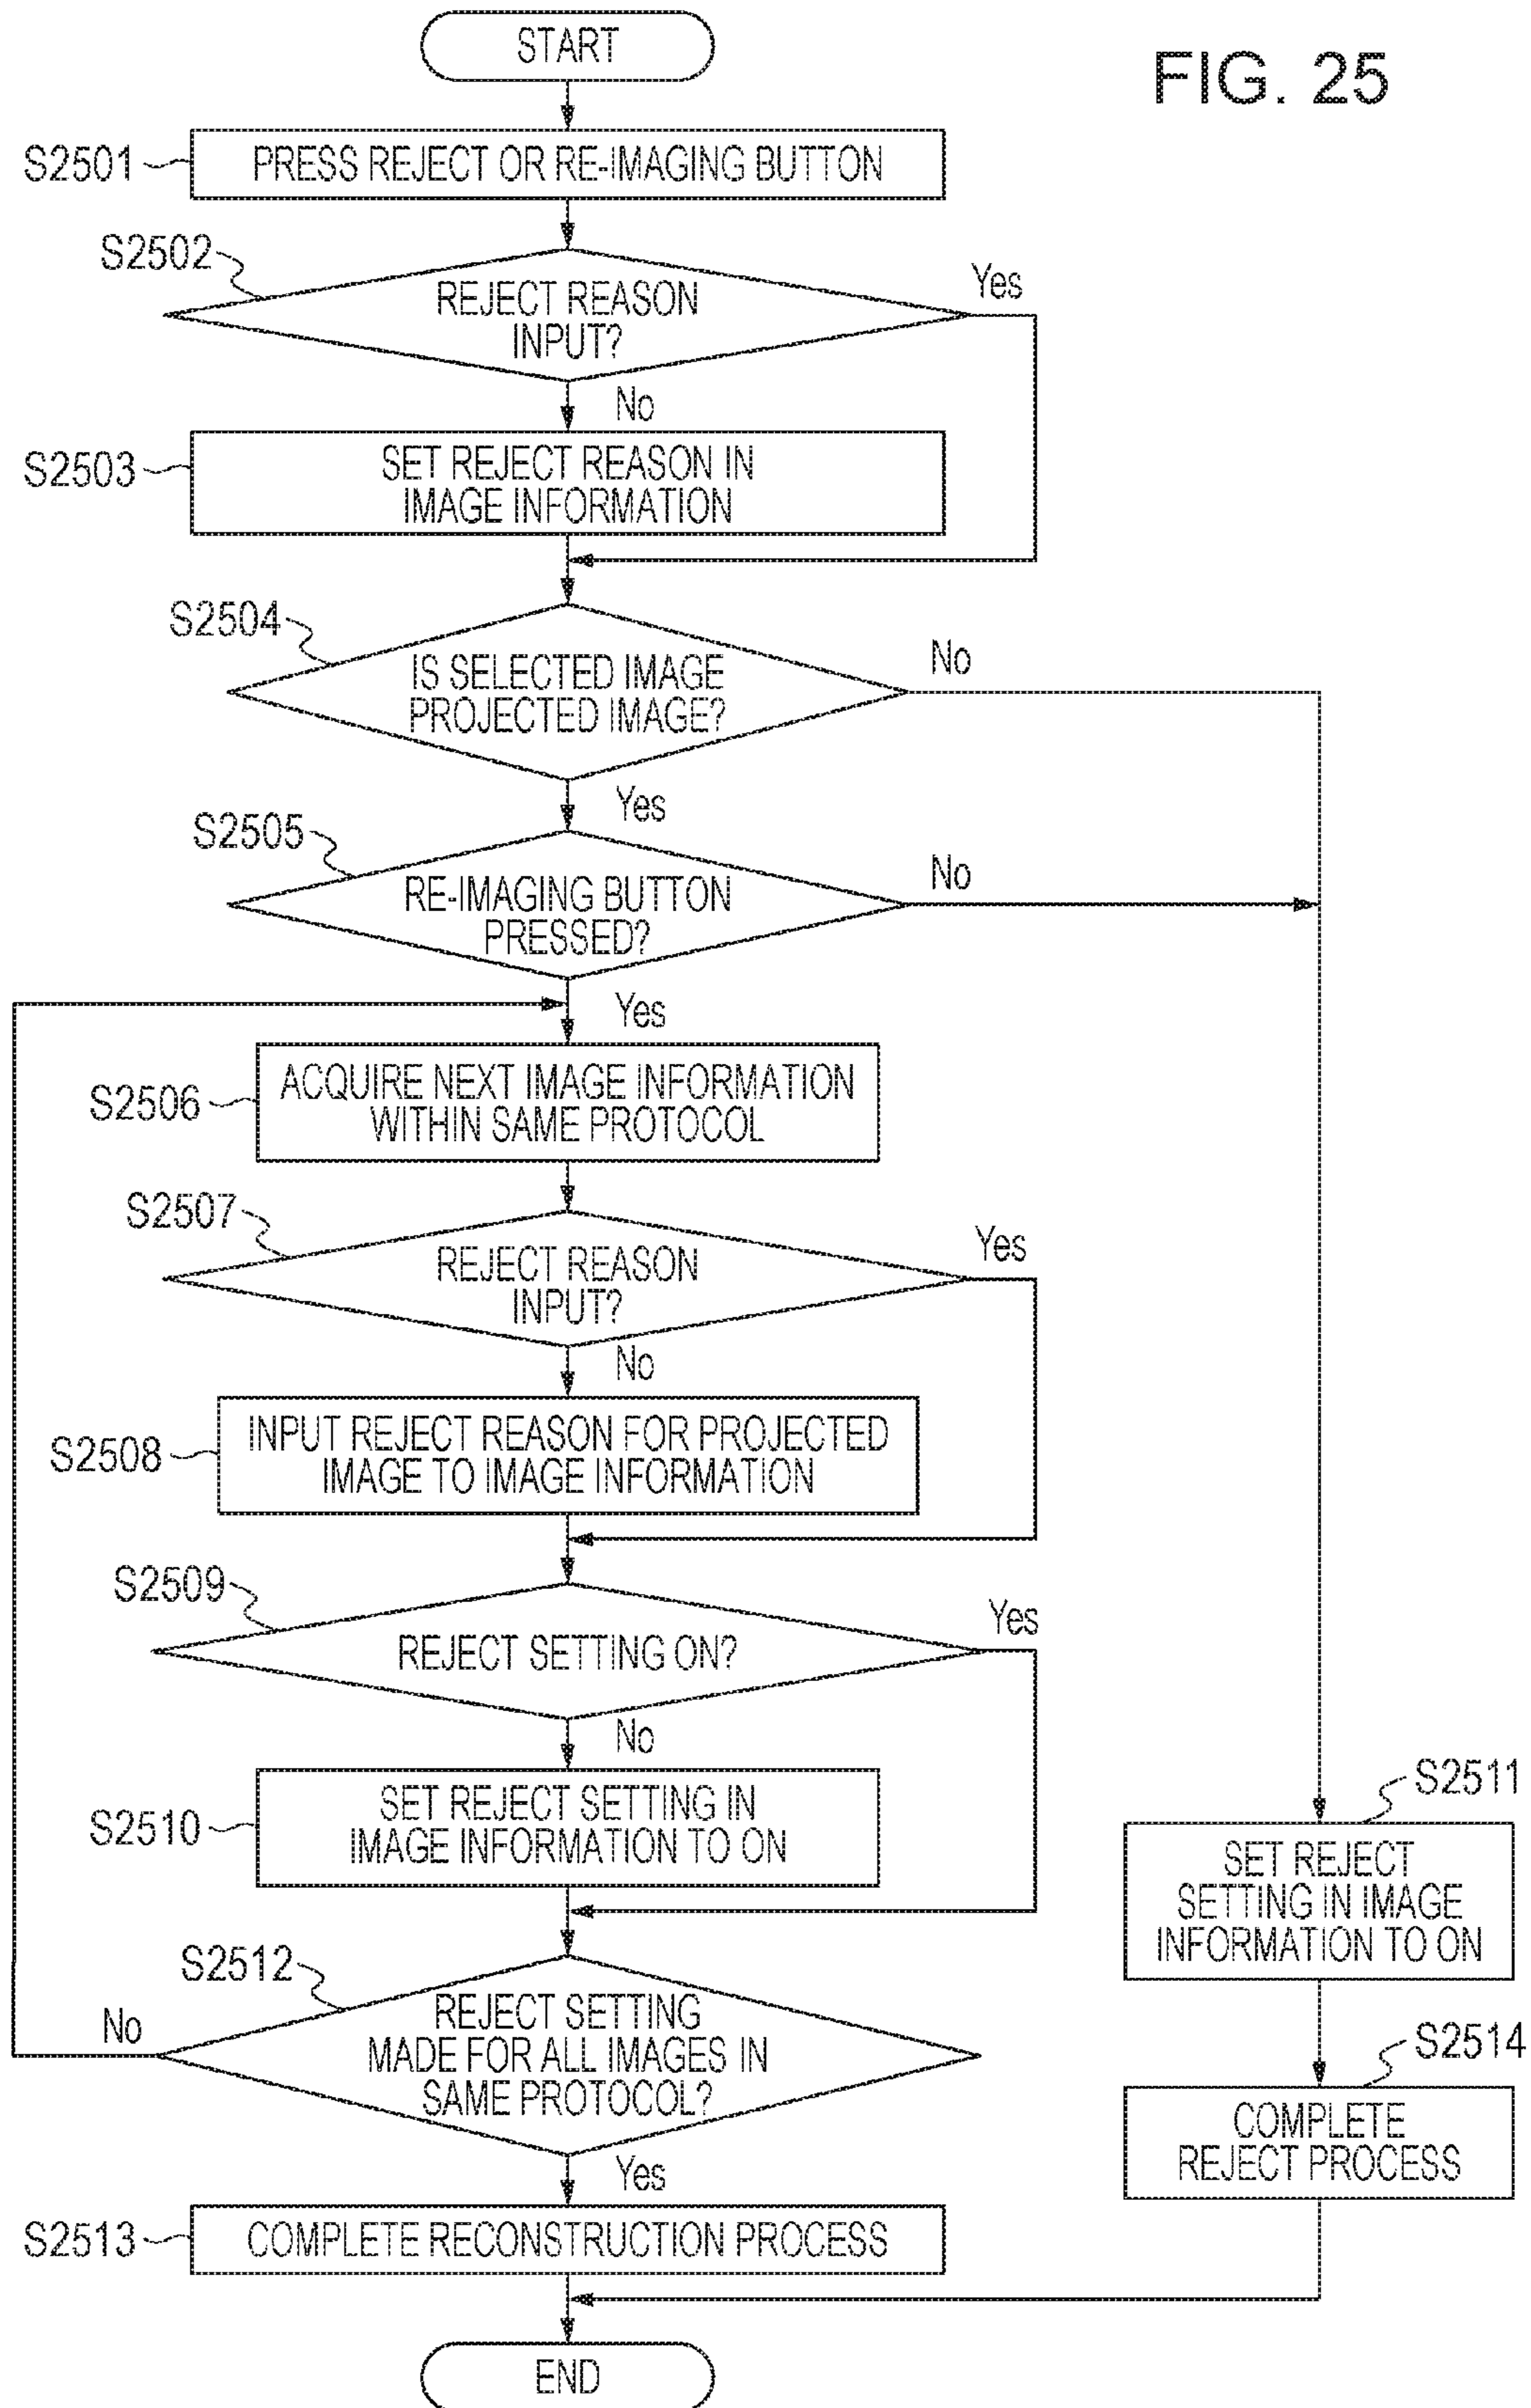 START
FIG. 25
S2501
PRESS REJECT OR RE-IMAGING BUTTON
S2502
REJECT REASON
INPUT?
Yes
No
S2503
SET REJECT REASON IN
IMAGE INFORMATION
S2504
IS SELECTED IMAGE
PROJECTED IMAGE?
No
Yes
S2505
RE-IMAGING BUTTON
PRESSED?
No
Yes
S2506
ACQUIRE NEXT IMAGE INFORMATION
WITHIN SAME PROTOCOL
S2507
REJECT REASON
INPUT?
Yes
No
S2508
INPUT REJECT REASON FOR PROJECTED
IMAGE TO IMAGE INFORMATION
S2509
REJECT SETTING ON?
Yes
No
S2510
SET REJECT SETTING IN
IMAGE INFORMATION TO ON
S2511
SET REJECT
SETTING IN IMAGE
INFORMATION TO ON
S2512
REJECT SETTING
MADE FOR ALL IMAGES IN
SAME PROTOCOL?
No
Yes
S2514
COMPLETE
REJECT PROCESS
S2513
COMPLETE RECONSTRUCTION PROCESS
END